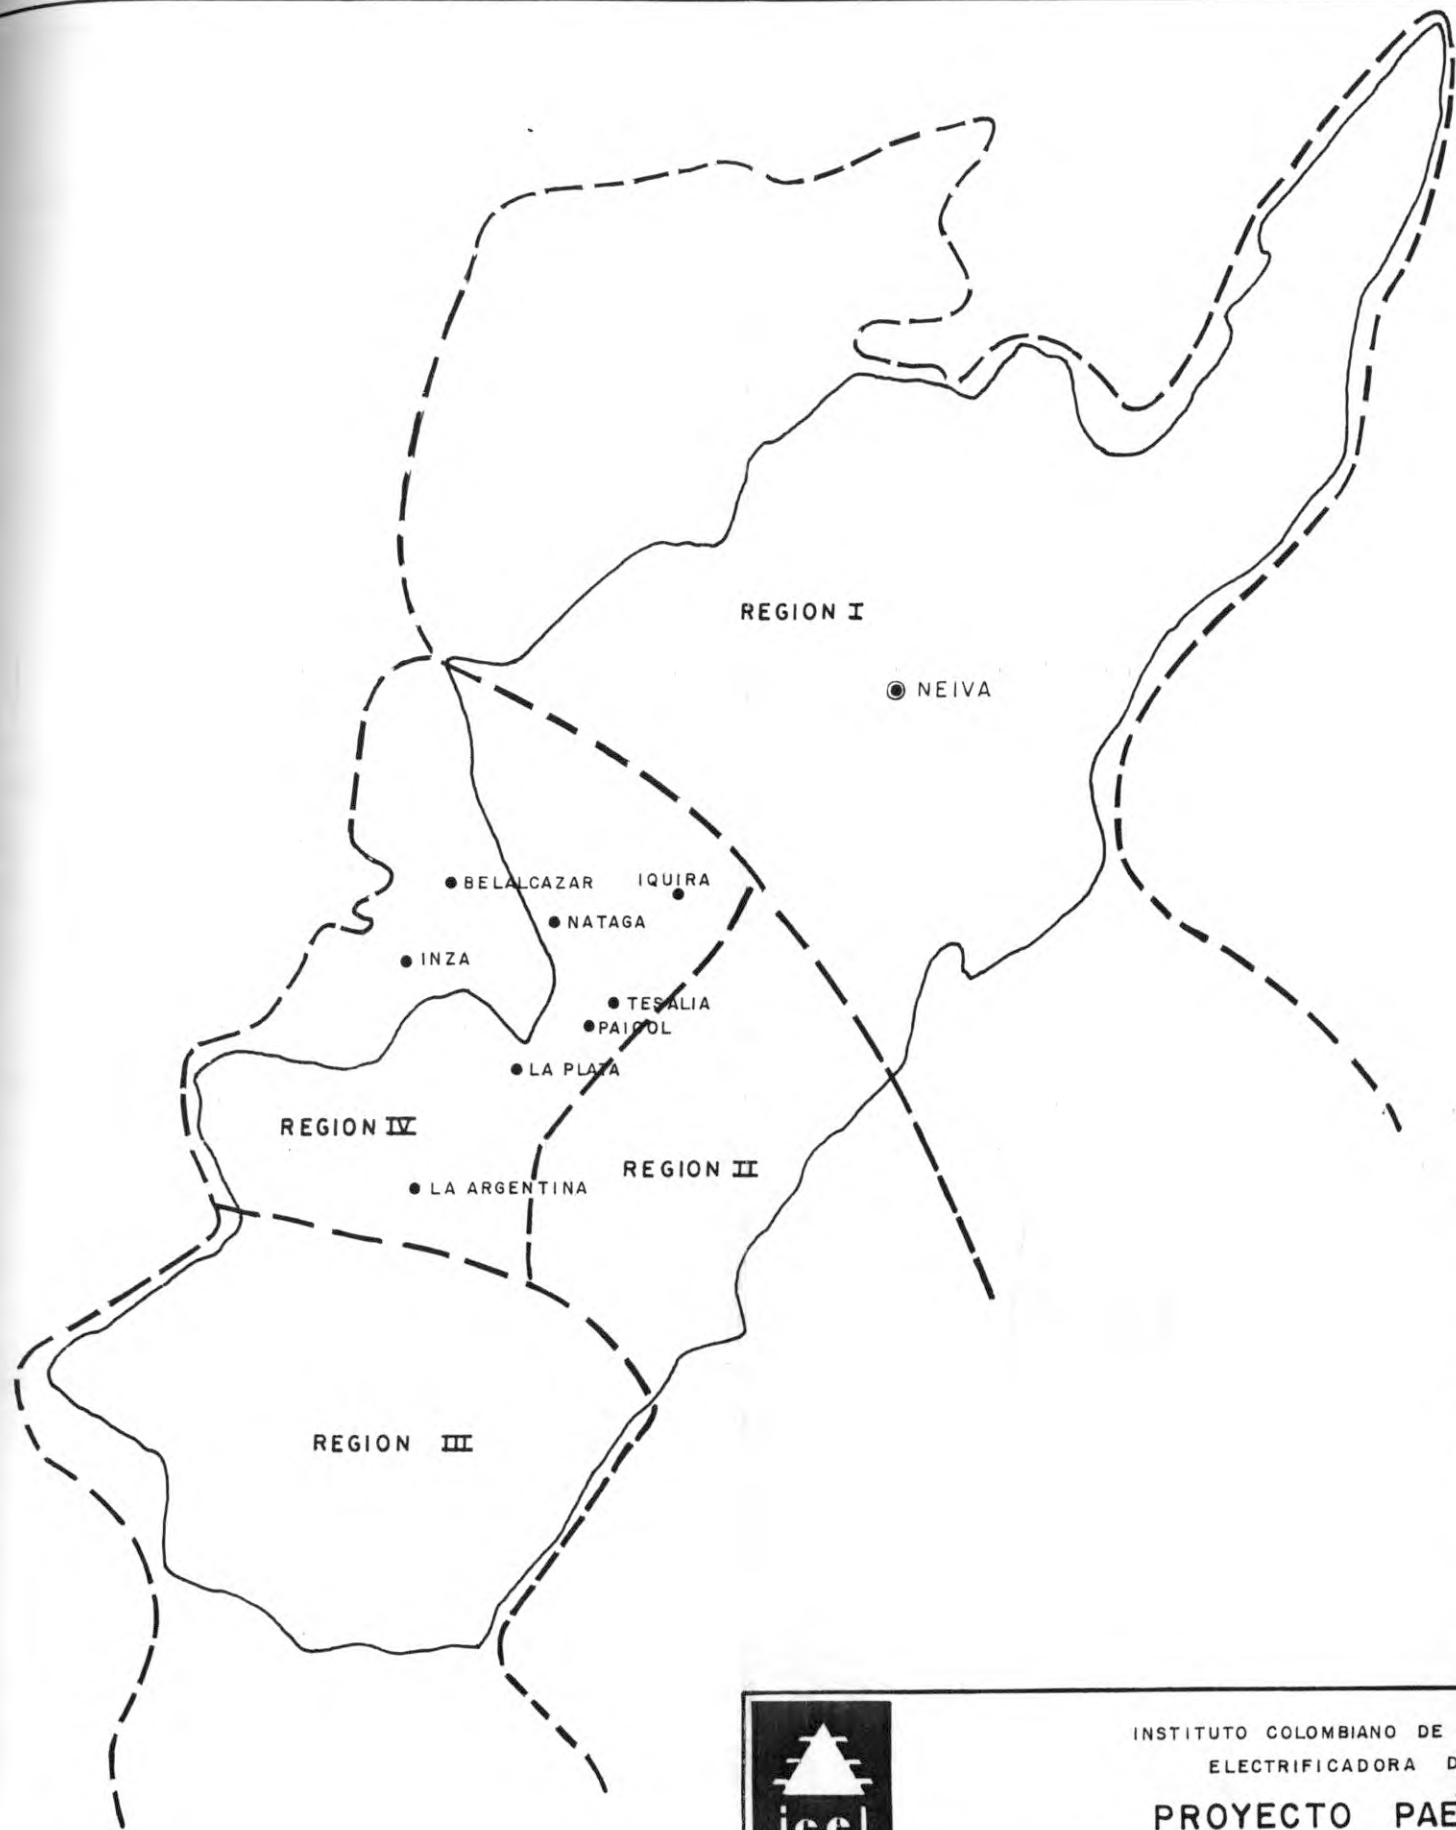 REGION I
NEIVA
BELALCAZAR
IQUIRA
NATAGA
INZA
TESALIA
PAICOL
LA PLATA
REGION IV
REGION II
LA ARGENTINA
REGION III
INSTITUTO COLOMBIANO DE
ELECTRIFICADORA D
PROYECTO PAE
icel